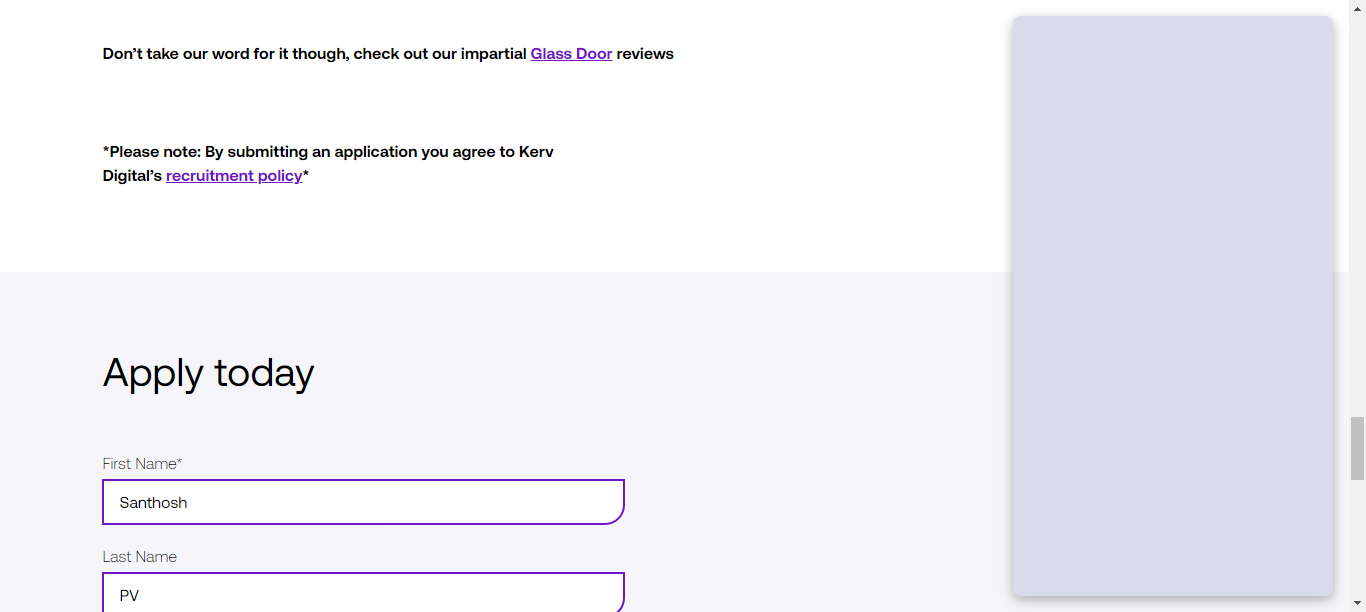 Don’t take our word for it though, check out our impartial Glass Door reviews
*Please note: By submitting an application you agree to Kerv
Digital’s recruitment policy*
Apply today
First Name*
Santhosh
Last Name
PV